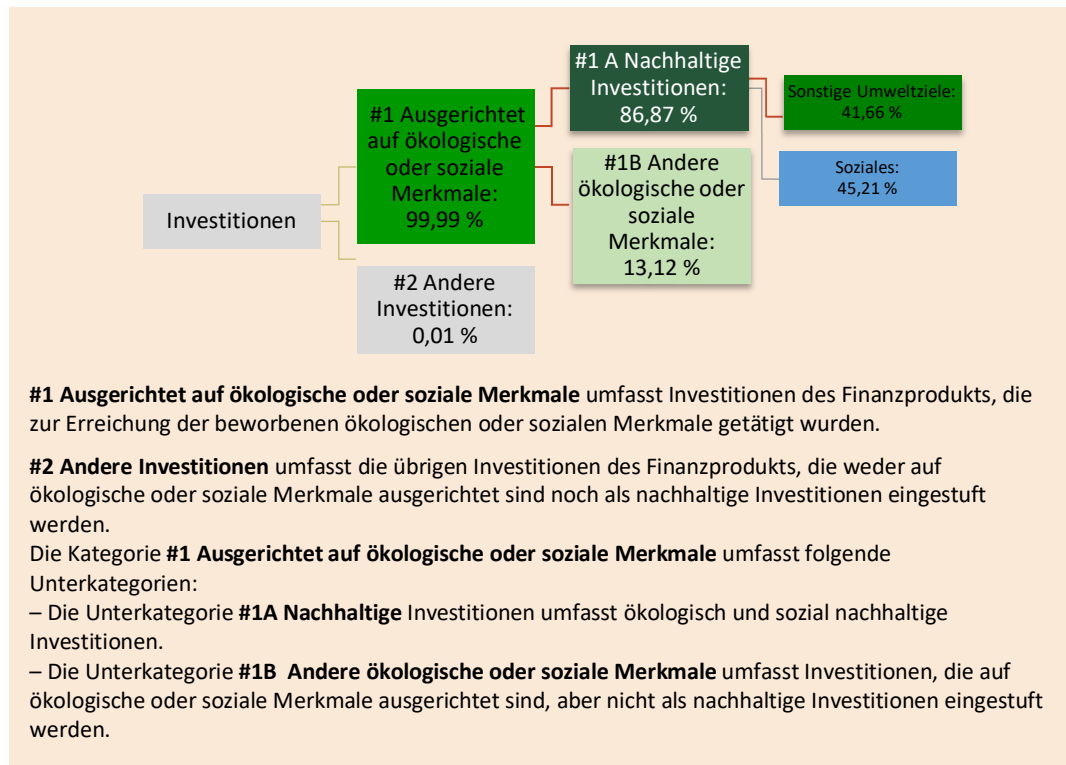 #1 A Nachhaltige
Investitionen:
86,87 %
Sonstige Umweltziele:
41,66 %
#1 Ausgerichtet
auf ökologische
oder soziale
Merkmale:
99,99 %
#1B Andere
ökologische oder
soziale
Merkmale:
13,12 %
Soziales:
45,21 %
Investitionen
#2 Andere
Investitionen:
0,01 %
#1 Ausgerichtet auf ökologische oder soziale Merkmale umfasst Investitionen des Finanzprodukts, die
zur Erreichung der beworbenen ökologischen oder sozialen Merkmale getätigt wurden.
#2 Andere Investitionen umfasst die übrigen Investitionen des Finanzprodukts, die weder auf
ökologische oder soziale Merkmale ausgerichtet sind noch als nachhaltige Investitionen eingestuft
werden.
Die Kategorie #1 Ausgerichtet auf ökologische oder soziale Merkmale umfasst folgende
Unterkategorien:
– Die Unterkategorie #1A Nachhaltige Investitionen umfasst ökologisch und sozial nachhaltige
Investitionen.
– Die Unterkategorie #1B Andere ökologische oder soziale Merkmale umfasst Investitionen, die auf
ökologische oder soziale Merkmale ausgerichtet sind, aber nicht als nachhaltige Investitionen eingestuft
werden.